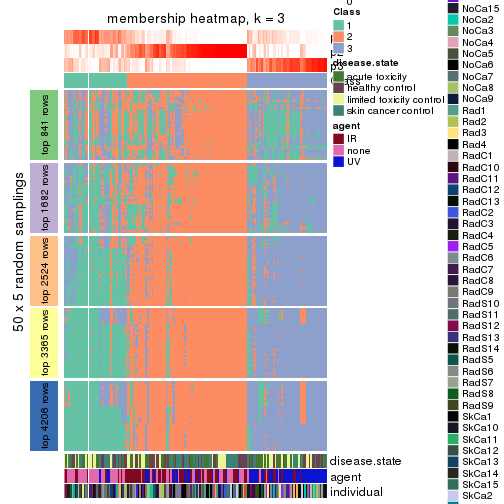 membership heatmap, k = 3
50 x 5 random samplings
top 841 rows
top 1682 rows
top 2524 rows
top 3365 rows
top 4206 rows
disease.state
agent
individual
0
Class
1
2
3
disease.state
acute toxicity
healthy control
limited toxicity control
skin cancer control
agent
IR
none
UV
NoCa15
NoCa2
NoCa3
NoCa4
NoCa5
NoCa6
NoCa7
NoCa8
NoCa9
Rad1
Rad2
Rad3
Rad4
RadC1
RadC10
RadC11
RadC12
RadC13
RadC2
RadC3
RadC4
RadC5
RadC6
RadC7
RadC8
RadC9
RadS10
RadS11
RadS12
RadS13
RadS14
RadS5
RadS6
RadS7
RadS8
RadS9
SkCa1
SkCa10
SkCa11
SkCa12
SkCa13
SkCa14
SkCa15
SkCa2